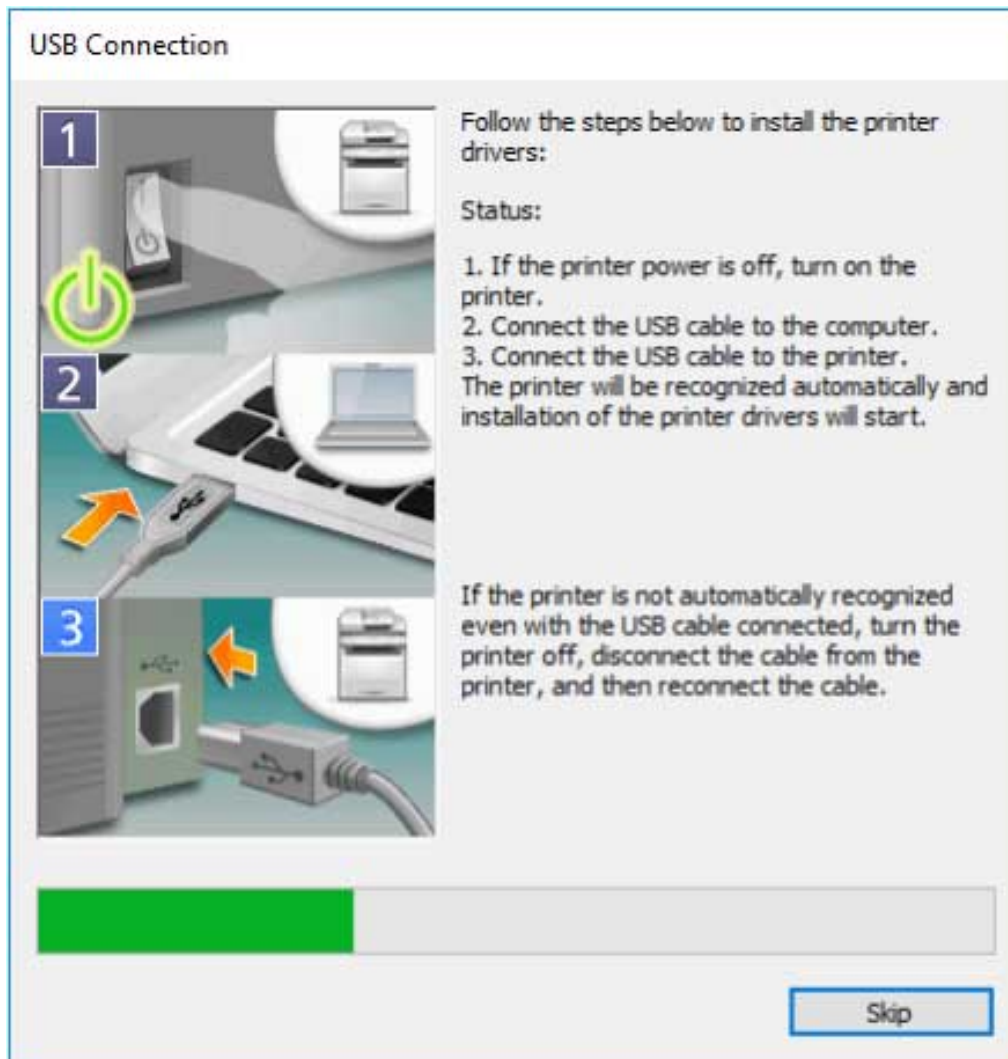 USB Connection
1
Follow the steps below to install the printer
drivers:
Status:
1. If the printer power is off, turn on the
printer.
2. Connect the USB cable to the computer.
3. Connect the USB cable to the printer.
The printer will be recognized automatically and
installation of the printer drivers will start.
2
3
If the printer is not automatically recognized
even with the USB cable connected, turn the
printer off, disconnect the cable from the
printer, and then reconnect the cable.
Skip